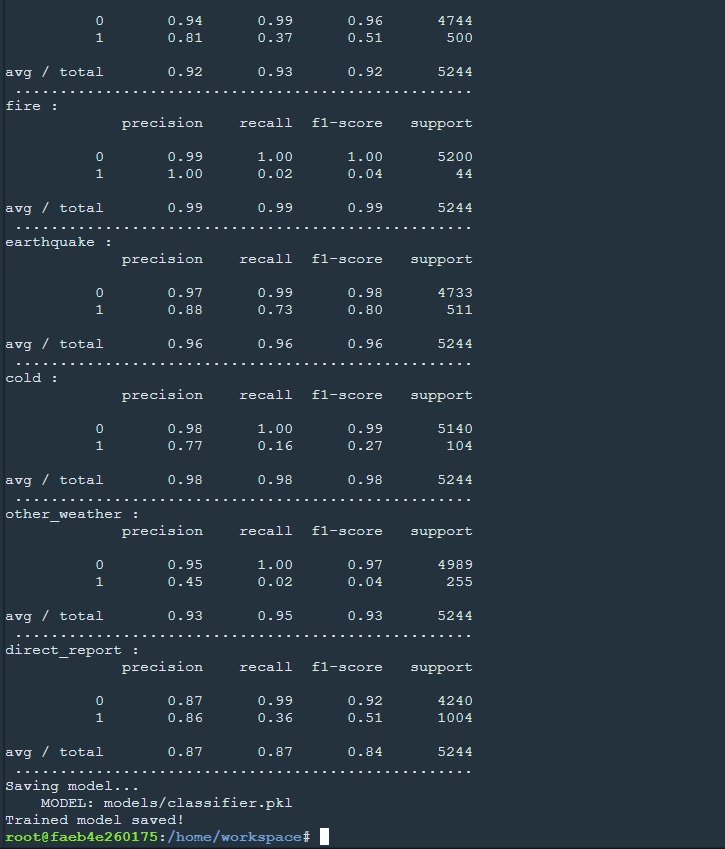 0 0.94 0.99 0.96 4744
1 0.81 0.37 0.51 500
avg / total 0.92 0.93 0.92 5244
......................................................
fire :
precision recall f1-score support
0 0.99 1.00 1.00 5200
1 1.00 0.02 0.04 44
avg / total 0.99 0.99 0.99 5244
......................................................
earthquake :
precision recall f1-score support
0 0.97 0.99 0.98 4733
1 0.88 0.73 0.80 511
avg / total 0.96 0.96 0.96 5244
......................................................
cold :
precision recall f1-score support
0 0.98 1.00 0.99 5140
1 0.77 0.16 0.27 104
avg / total 0.98 0.98 0.98 5244
......................................................
other_weather :
precision recall f1-score support
0 0.95 1.00 0.97 4989
1 0.45 0.02 0.04 255
avg / total 0.93 0.95 0.93 5244
......................................................
direct_report :
precision recall f1-score support
0 0.87 0.99 0.92 4240
1 0.86 0.36 0.51 1004
avg / total 0.87 0.87 0.84 5244
......................................................
Saving model...
MODEL: models/classifier.pkl
Trained model saved!
root@faeb4e260175:/home/workspace#